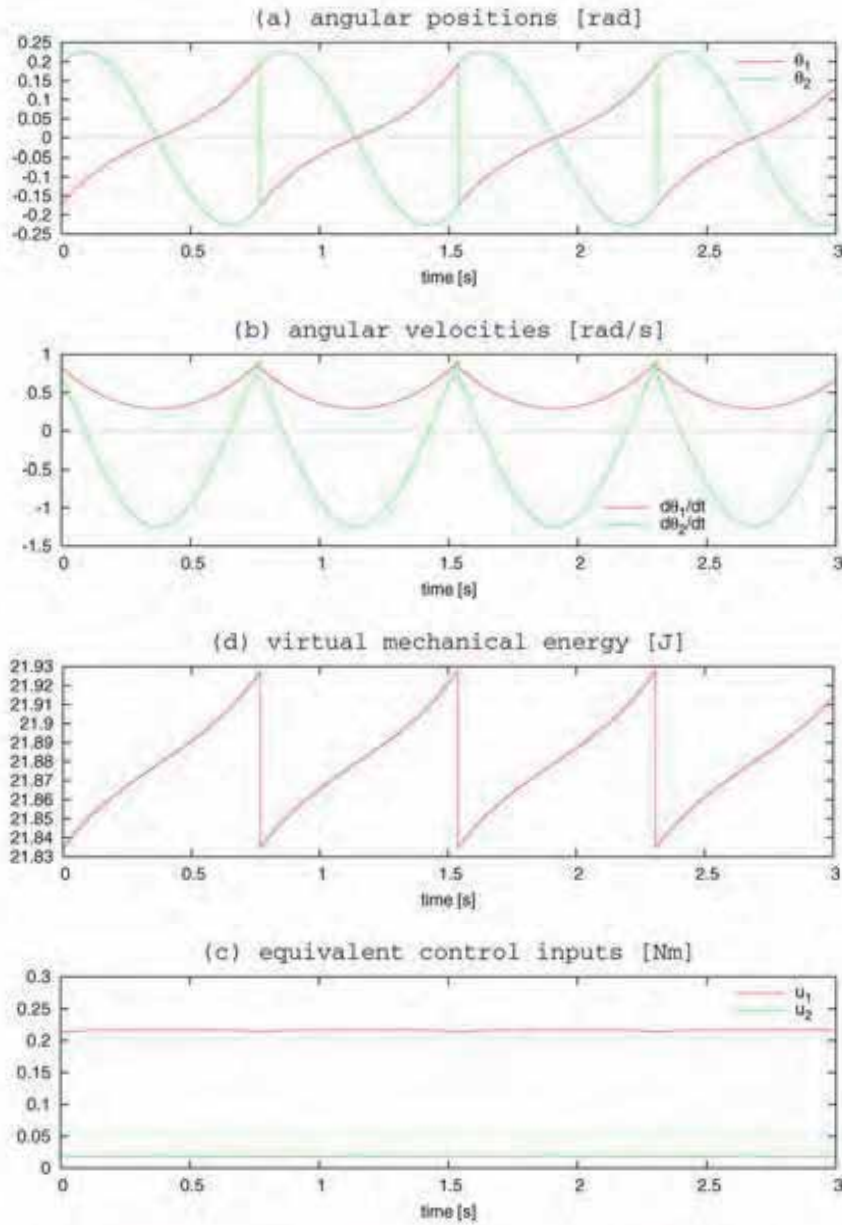 (a) angular positions [rad]
0.25
0.2
0.15
0.1
0.05
0
-0.05
-0.1
-0.15
-0.2
-0.25
θ1
θ2
0 0.5 1 1.5 2 2.5 3
time [s]
(b) angular velocities [rad/s]
1
0.5
0
-0.5
-1
-1.5
dθ1/dt
dθ2/dt
0 0.5 1 1.5 2 2.5 3
time [s]
(d) virtual mechanical energy [J]
21.93
21.92
21.91
21.9
21.89
21.88
21.87
21.86
21.85
21.84
21.83
0 0.5 1 1.5 2 2.5 3
time [s]
(c) equivalent control inputs [Nm]
0.3
0.25
0.2
0.15
0.1
0.05
0
u1
u2
0 0.5 1 1.5 2 2.5 3
time [s]